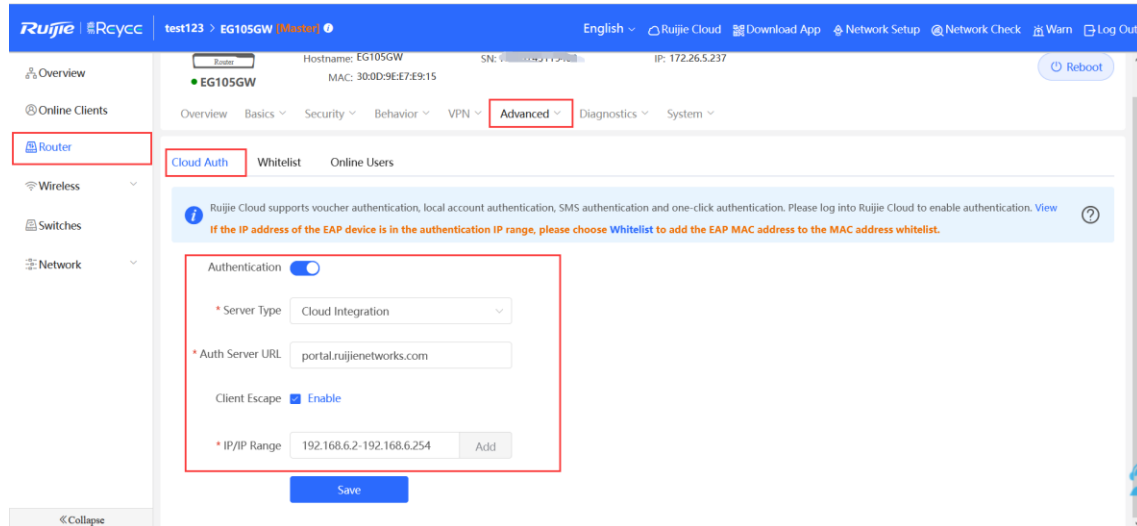 Ruijie | Rcycc test123 > EG105GW [Master] English Ruijie Cloud Download App Network Setup Network Check Warn Log Out
Overview
Online Clients
Router
Wireless
Switches
Network
Collapse
Router
Hostname: EG105GW SN: IP: 172.26.5.237
EG105GW MAC: 30:0D:9E:E7:E9:15
Reboot
Overview Basics Security Behavior VPN Advanced Diagnostics System
Cloud Auth Whitelist Online Users
Ruijie Cloud supports voucher authentication, local account authentication, SMS authentication and one-click authentication. Please log into Ruijie Cloud to enable authentication. View
If the IP address of the EAP device is in the authentication IP range, please choose Whitelist to add the EAP MAC address to the MAC address whitelist.
Authentication
* Server Type Cloud Integration
* Auth Server URL portal.ruijienetworks.com
Client Escape Enable
* IP/IP Range 192.168.6.2-192.168.6.254 Add
Save